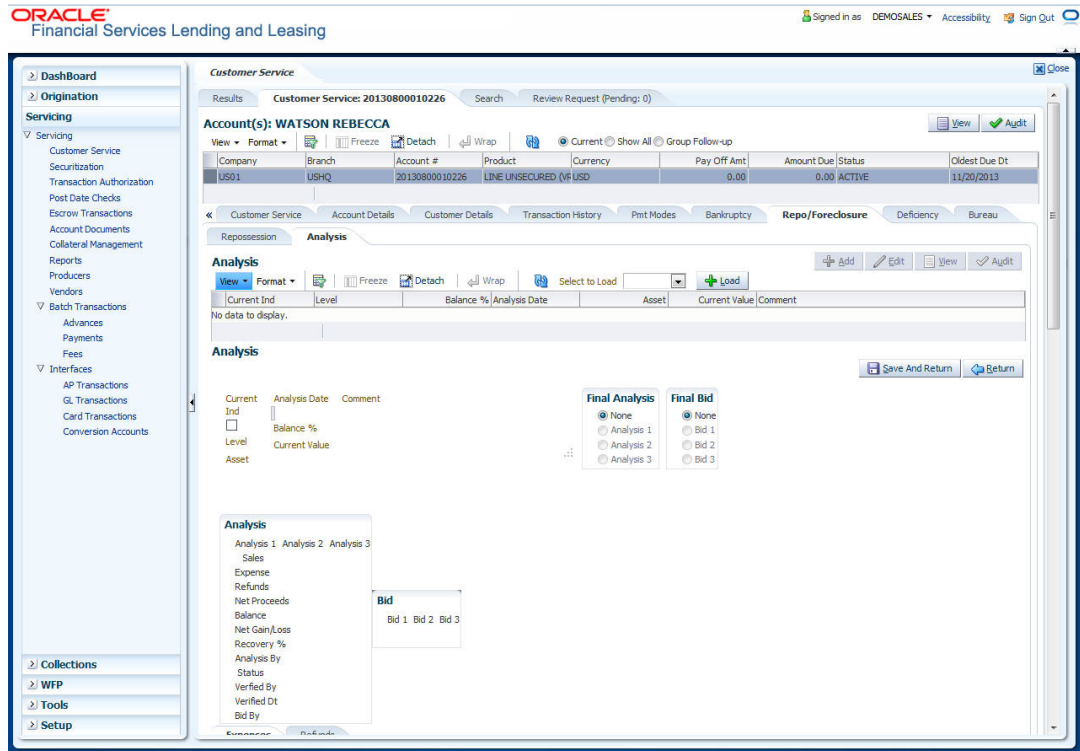 ORACLE
Financial Services Lending and Leasing
Signed in as DEMOSALES Accessibility Sign Out
Close
DashBoard
Origination
Servicing
Servicing
Customer Service
Securitization
Transaction Authorization
Post Date Checks
Escrow Transactions
Account Documents
Collateral Management
Reports
Producers
Vendors
Batch Transactions
Advances
Payments
Fees
Interfaces
AP Transactions
GL Transactions
Card Transactions
Conversion Accounts
Collections
WFP
Tools
Setup
Customer Service
Results Customer Service: 20130800010226 Search Review Request (Pending: 0)
Account(s): WATSON REBECCA
View Audit
View Format Freeze Detach Wrap Current Show All Group Follow-up
Company Branch Account # Product Currency Pay Off Amt Amount Due Status Oldest Due Dt
US01 USHQ 20130800010226 LINE UNSECURED (VR USD 0.00 0.00 ACTIVE 11/20/2013
« Customer Service Account Details Customer Details Transaction History Pmt Modes Bankruptcy Repo/Foreclosure Deficiency Bureau
Repossession Analysis
Analysis
Add Edit View Audit
View Format Freeze Detach Wrap Select to Load Load
Current Ind Level Balance % Analysis Date Asset Current Value Comment
No data to display.
Analysis
Save And Return Return
Current Ind
Analysis Date Comment
Balance %
Level
Current Value
Asset
Final Analysis
None
Analysis 1
Analysis 2
Analysis 3
Final Bid
None
Bid 1
Bid 2
Bid 3
Analysis
Analysis 1 Analysis 2 Analysis 3
Sales
Expense
Refunds
Net Proceeds
Balance
Net Gain/Loss
Recovery %
Analysis By
Status
Verfied By
Verified Dt
Bid By
Bid
Bid 1 Bid 2 Bid 3
Expenses Refunds